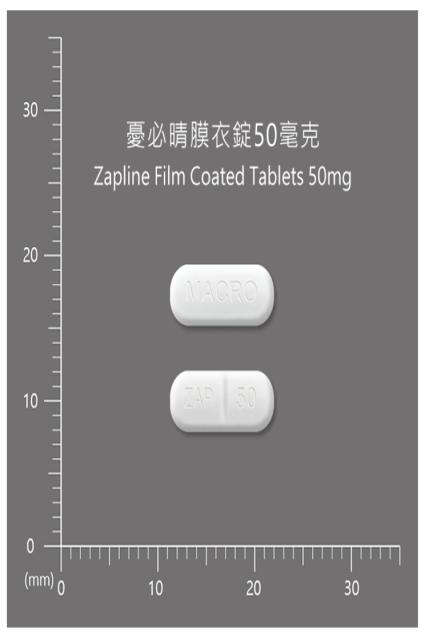 30
憂必晴膜衣錠50毫克
Zapline Film Coated Tablets 50mg
20
MACRO
ZAP 50
10
0
(mm) 0 10 20 30